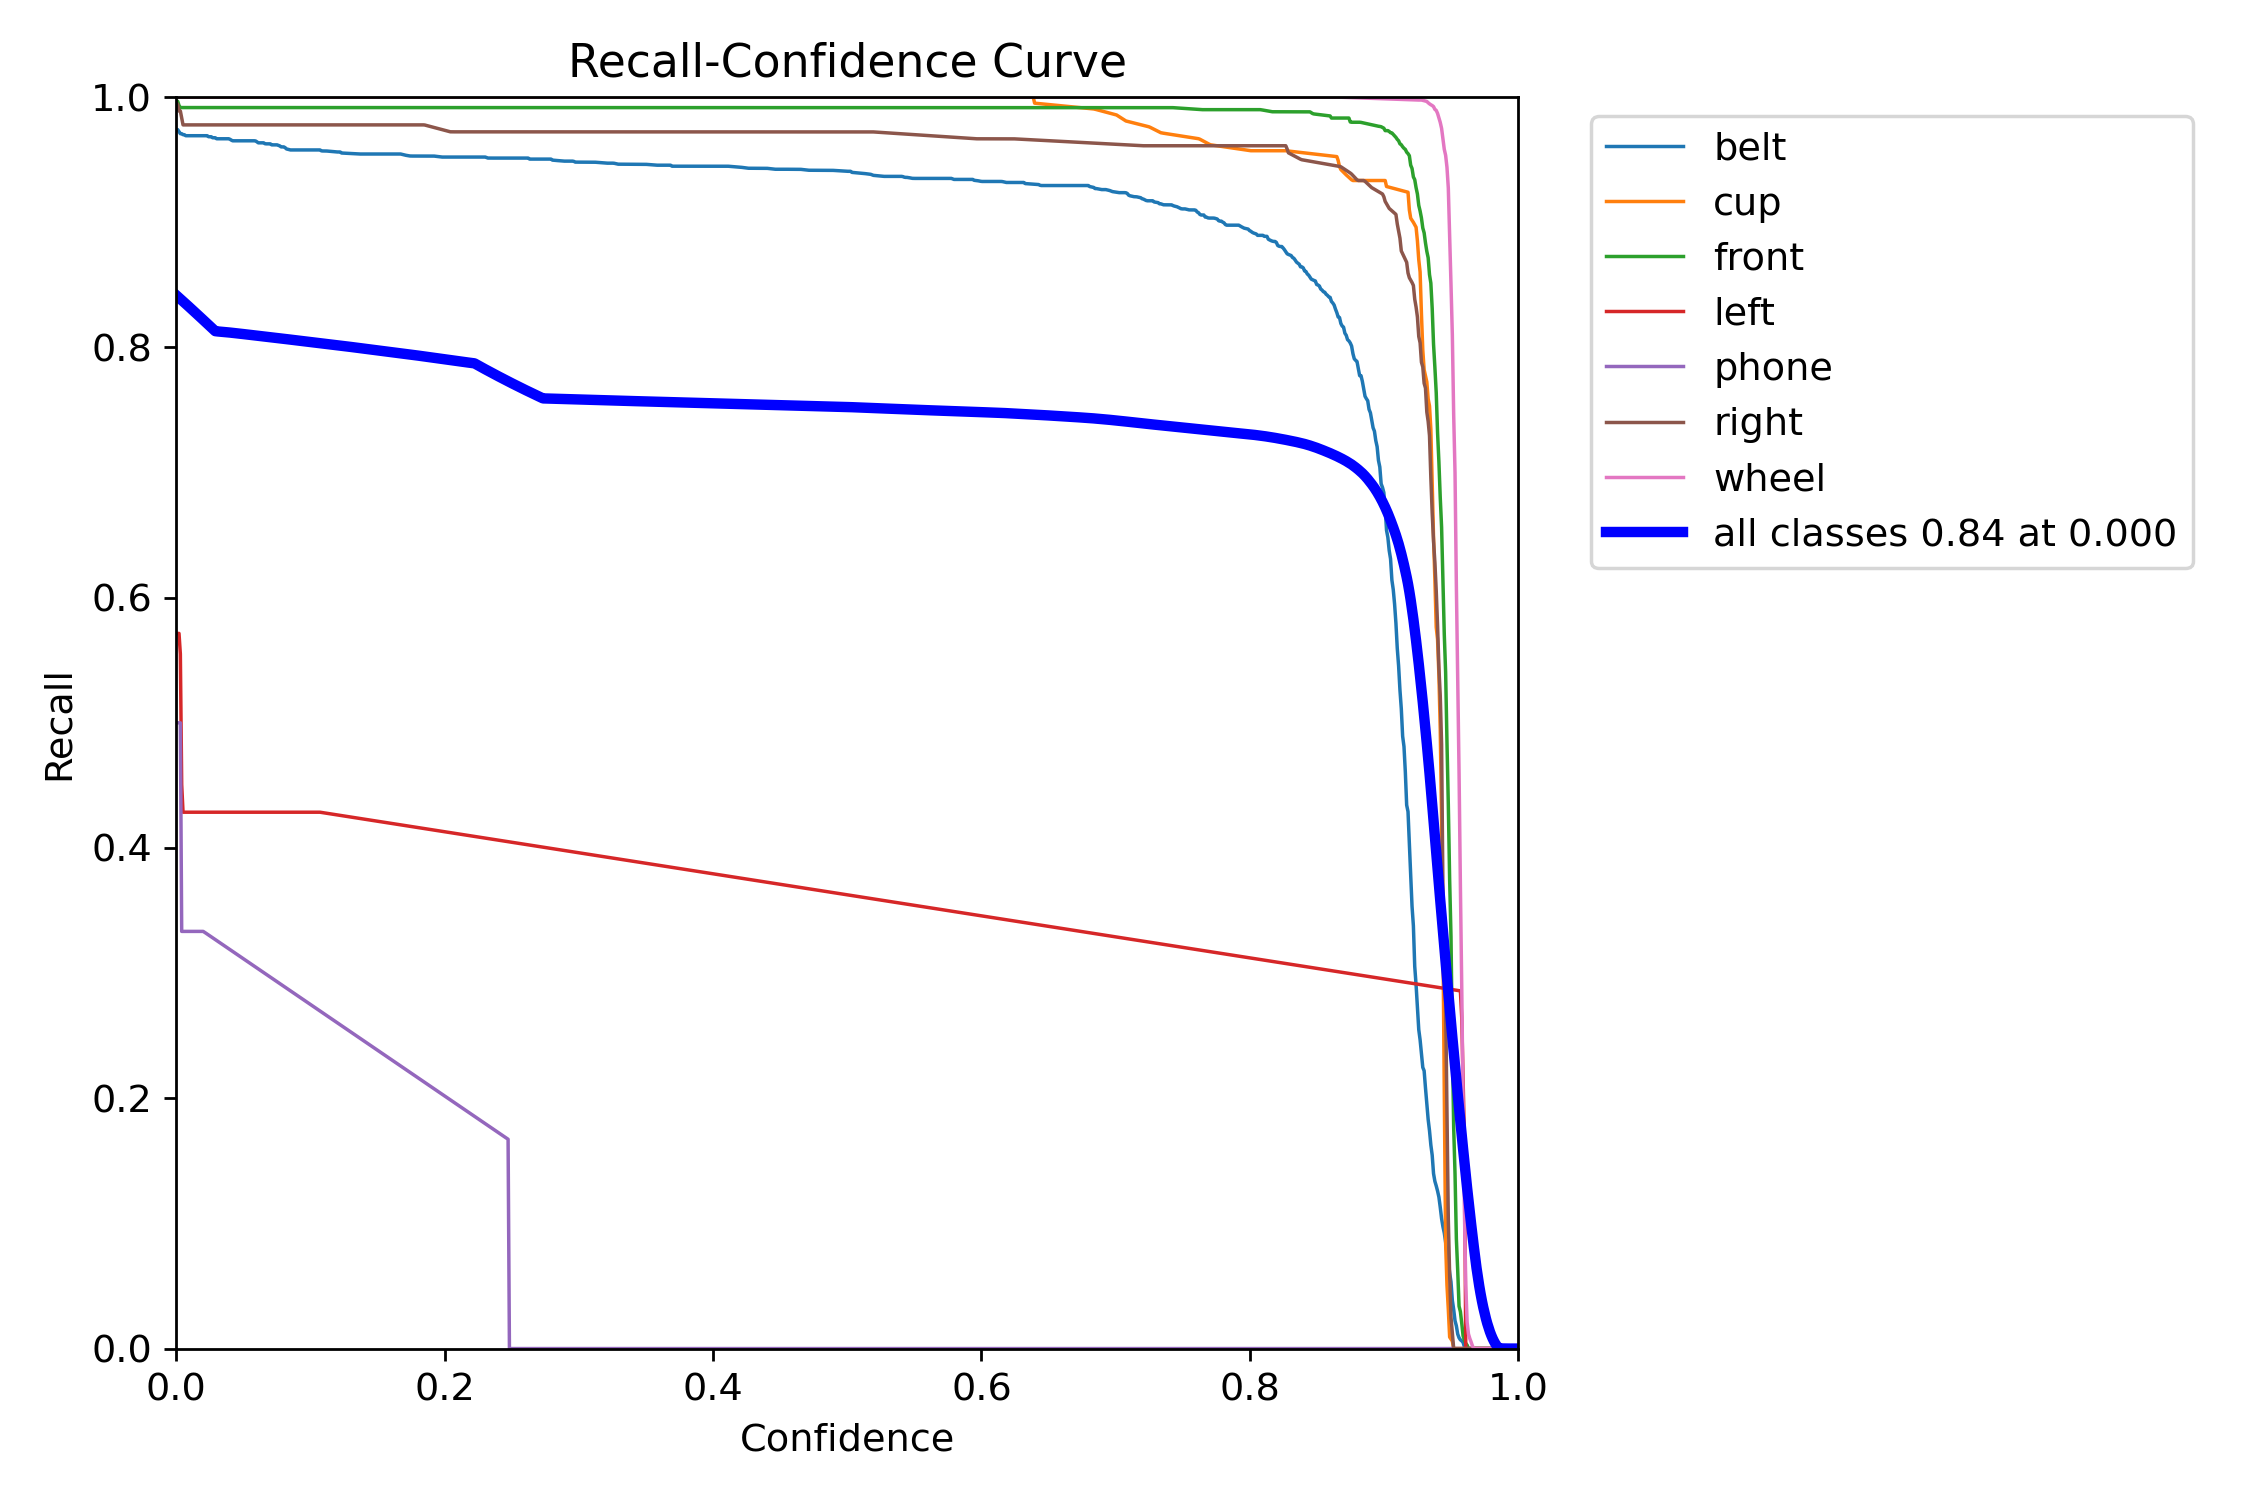 Recall-Confidence Curve
Recall
1.0
0.8
0.6
0.4
0.2
0.0
0.0 0.2 0.4 0.6 0.8 1.0
Confidence
belt
cup
front
left
phone
right
wheel
all classes 0.84 at 0.000